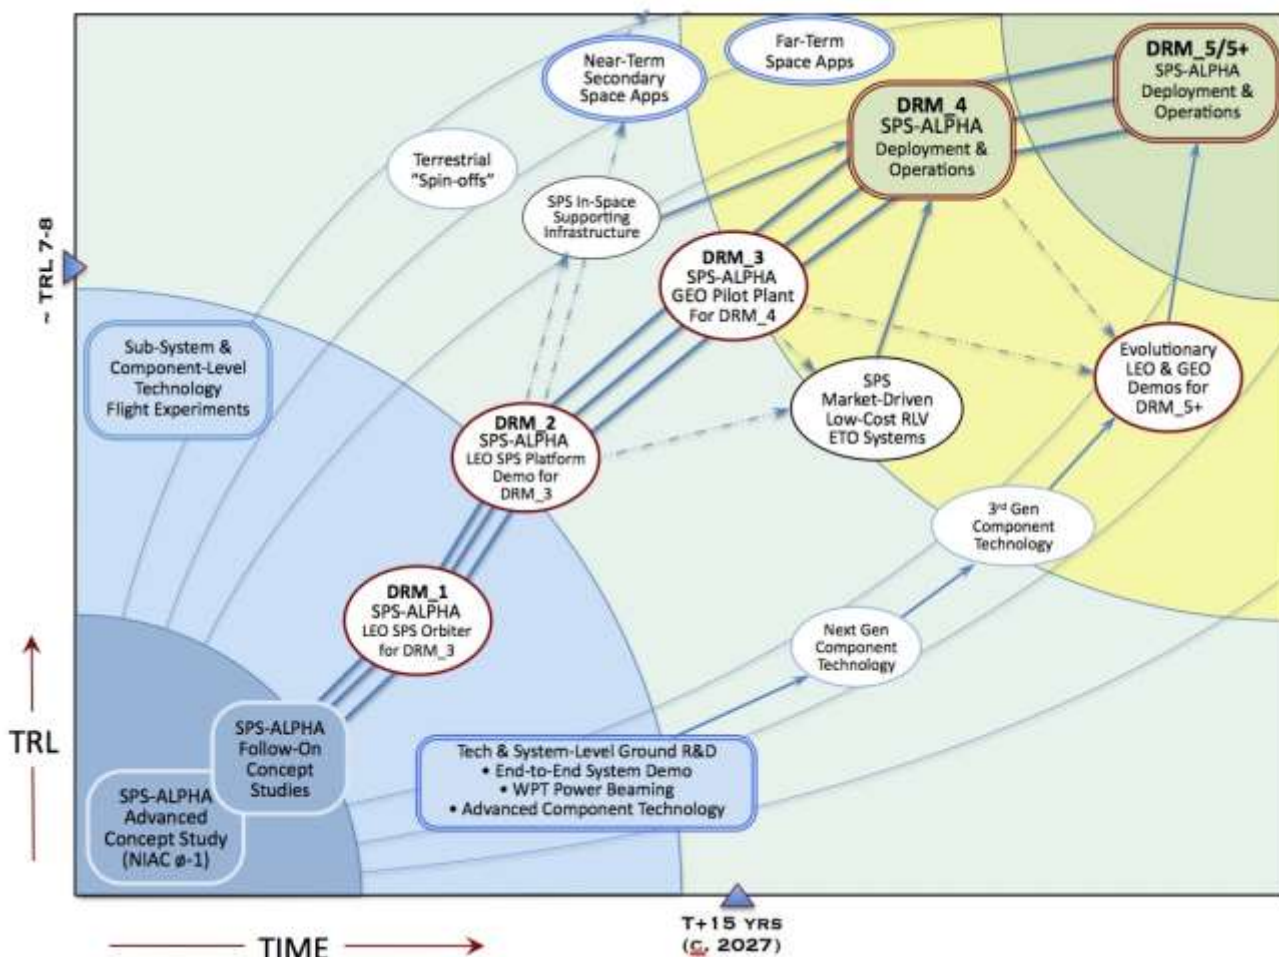 Near-Term
Secondary
Space Apps
Far-Term
Space Apps
DRM_5/5+
SPS-ALPHA
Deployment &
Operations
DRM_4
SPS-ALPHA
Deployment &
Operations
Terrestrial
"Spin-offs"
SPS In-Space
Supporting
Infrastructure
~ TRL 7-8
DRM_3
SPS-ALPHA
GEO Pilot Plant
For DRM_4
Sub-System &
Component-Level
Technology
Flight Experiments
SPS
Market-Driven
Low-Cost RLV
ETO Systems
Evolutionary
LEO & GEO
Demos for
DRM_5+
DRM_2
SPS-ALPHA
LEO SPS Platform
Demo for
DRM_3
3rd Gen
Component
Technology
DRM_1
SPS-ALPHA
LEO SPS Orbiter
for DRM_3
Next Gen
Component
Technology
TRL
SPS-ALPHA
Follow-On
Concept
Studies
Tech & System-Level Ground R&D
• End-to-End System Demo
• WPT Power Beaming
• Advanced Component Technology
SPS-ALPHA
Advanced
Concept Study
(NIAC ø-1)
TIME
T+15 YRS
(c. 2027)